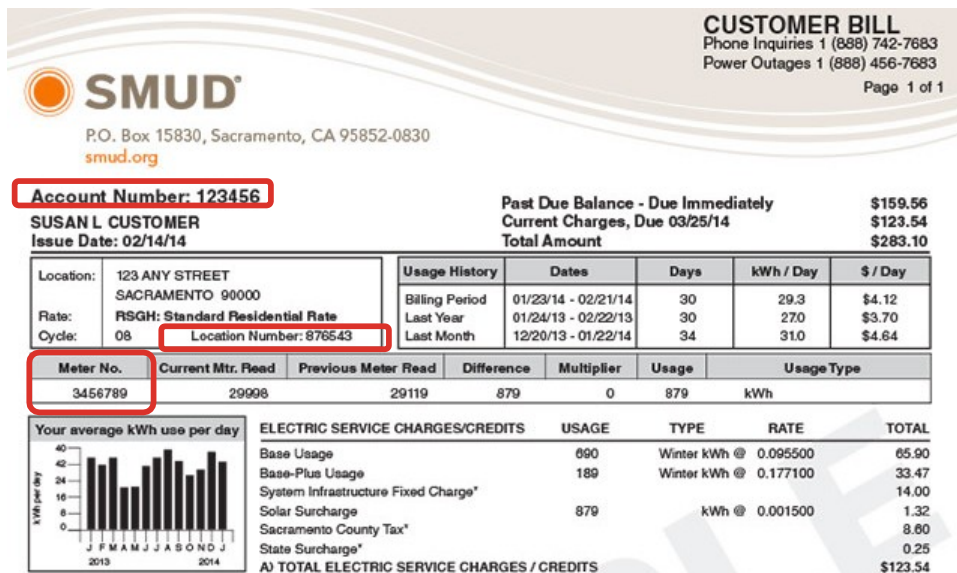 CUSTOMER BILL
Phone Inquiries 1 (888) 742-7683
Power Outages 1 (888) 456-7683
Page 1 of 1
SMUD®
P.O. Box 15830, Sacramento, CA 95852-0830
smud.org
Account Number: 123456
SUSAN L CUSTOMER
Issue Date: 02/14/14
Past Due Balance - Due Immediately $159.56
Current Charges, Due 03/25/14 $123.54
Total Amount $283.10
Location: 123 ANY STREET
SACRAMENTO 90000
Rate: RSGH: Standard Residential Rate
Cycle: 08 Location Number: 876543
Usage History Dates Days kWh / Day $ / Day
Billing Period 01/23/14 - 02/21/14 30 29.3 $4.12
Last Year 01/24/13 - 02/22/13 30 27.0 $3.70
Last Month 12/20/13 - 01/22/14 34 31.0 $4.64
Meter No. Current Mtr. Read Previous Meter Read Difference Multiplier Usage Usage Type
3456789 29998 29119 879 0 879 kWh
Your average kWh use per day
kWh per day
40
42
24
16
8
0
J F M A M J J A S O N D J
2013 2014
ELECTRIC SERVICE CHARGES/CREDITS USAGE TYPE RATE TOTAL
Base Usage 690 Winter kWh @ 0.095500 65.90
Base-Plus Usage 189 Winter kWh @ 0.177100 33.47
System Infrastructure Fixed Charge* 14.00
Solar Surcharge 879 kWh @ 0.001500 1.32
Sacramento County Tax* 8.60
State Surcharge* 0.25
A) TOTAL ELECTRIC SERVICE CHARGES / CREDITS $123.54